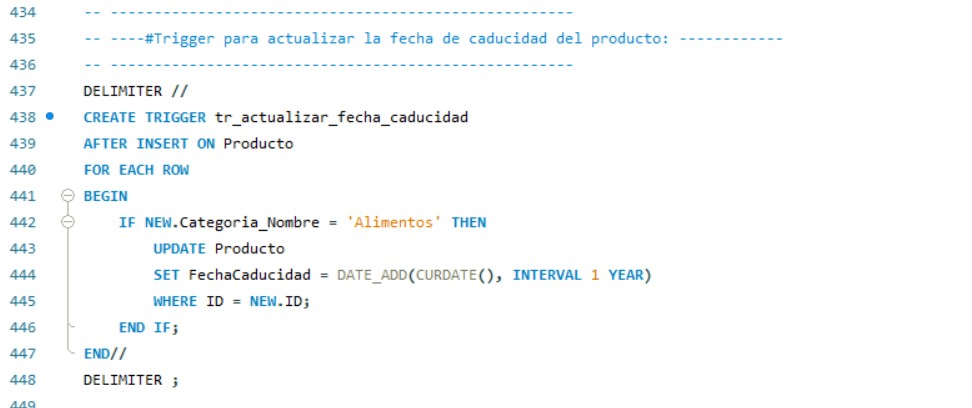 434 -- -----------------------------------------------------
435 -- ----#Trigger para actualizar la fecha de caducidad del producto: ------------
436 -- -----------------------------------------------------
437 DELIMITER //
438 CREATE TRIGGER tr_actualizar_fecha_caducidad
439 AFTER INSERT ON Producto
440 FOR EACH ROW
441 BEGIN
442 IF NEW.Categoria_Nombre = 'Alimentos' THEN
443 UPDATE Producto
444 SET FechaCaducidad = DATE_ADD(CURDATE(), INTERVAL 1 YEAR)
445 WHERE ID = NEW.ID;
446 END IF;
447 END//
448 DELIMITER ;
449